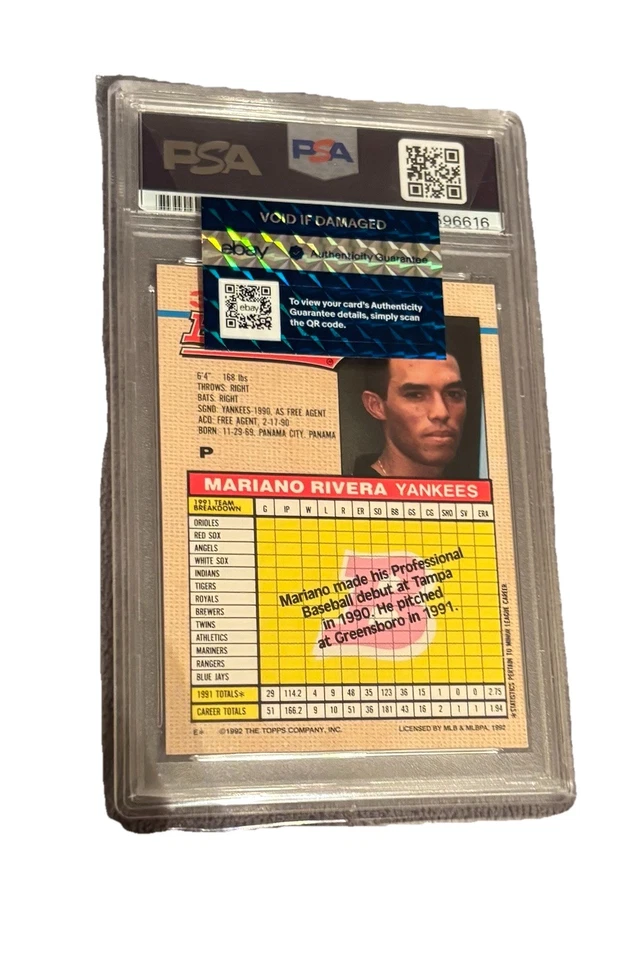 PSA PSA
596616
VOID IF DAMAGED
ebay Authenticity Guarantee
ebay
To view your card's Authenticity
Guarantee details, simply scan
the QR code.
6'4" 168 lbs
THROWS: RIGHT
BATS: RIGHT
SGND: YANKEES-1990, AS FREE AGENT
ACQ: FREE AGENT, 2-17-90
BORN: 11-29-69, PANAMA CITY, PANAMA
P
MARIANO RIVERA YANKEES
1991 TEAM
BREAKDOWN G IP W L R ER SO BB GS CG SHO SV ERA
ORIOLES
RED SOX
ANGELS
WHITE SOX
INDIANS
TIGERS
ROYALS
BREWERS
TWINS
ATHLETICS
MARINERS
RANGERS
BLUE JAYS
Mariano made his Professional
Baseball debut at Tampa
in 1990. He pitched
at Greensboro in 1991.
1991 TOTALS* 29 114.2 4 9 48 35 123 36 15 1 0 0 2.75
CAREER TOTALS 51 166.2 9 10 51 36 181 43 16 2 1 1 1.94
*STATISTICS PERTAIN TO MINOR LEAGUE CAREER
E* ©1992 THE TOPPS COMPANY, INC. LICENSED BY MLB & MLBPA, 1992